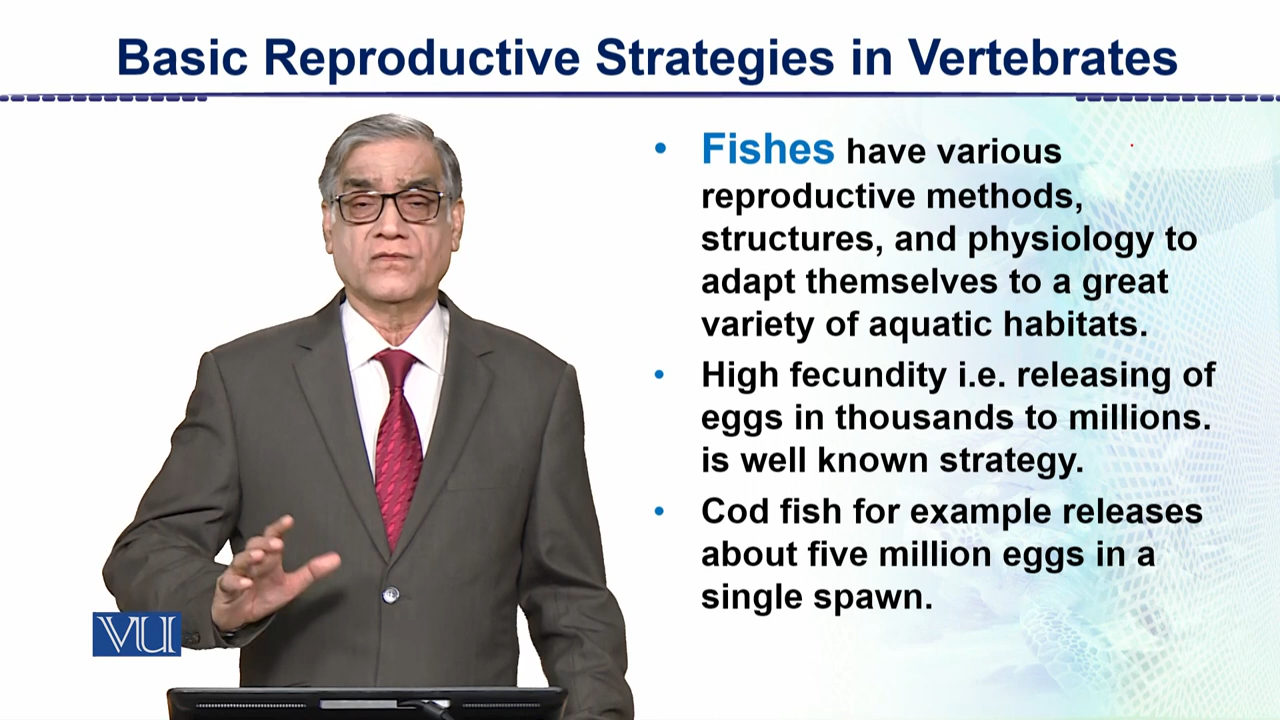 Basic Reproductive Strategies in Vertebrates
• Fishes have various
reproductive methods,
structures, and physiology to
adapt themselves to a great
variety of aquatic habitats.
• High fecundity i.e. releasing of
eggs in thousands to millions.
is well known strategy.
• Cod fish for example releases
about five million eggs in a
single spawn.
VU